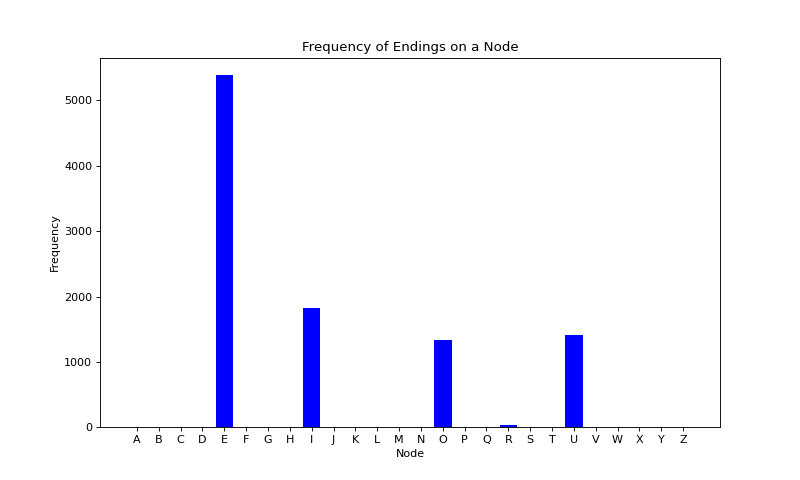 Frequency of Endings on a Node
Frequency
5000
4000
3000
2000
1000
0
A B C D E F G H I J K L M N O P Q R S T U V W X Y Z
Node